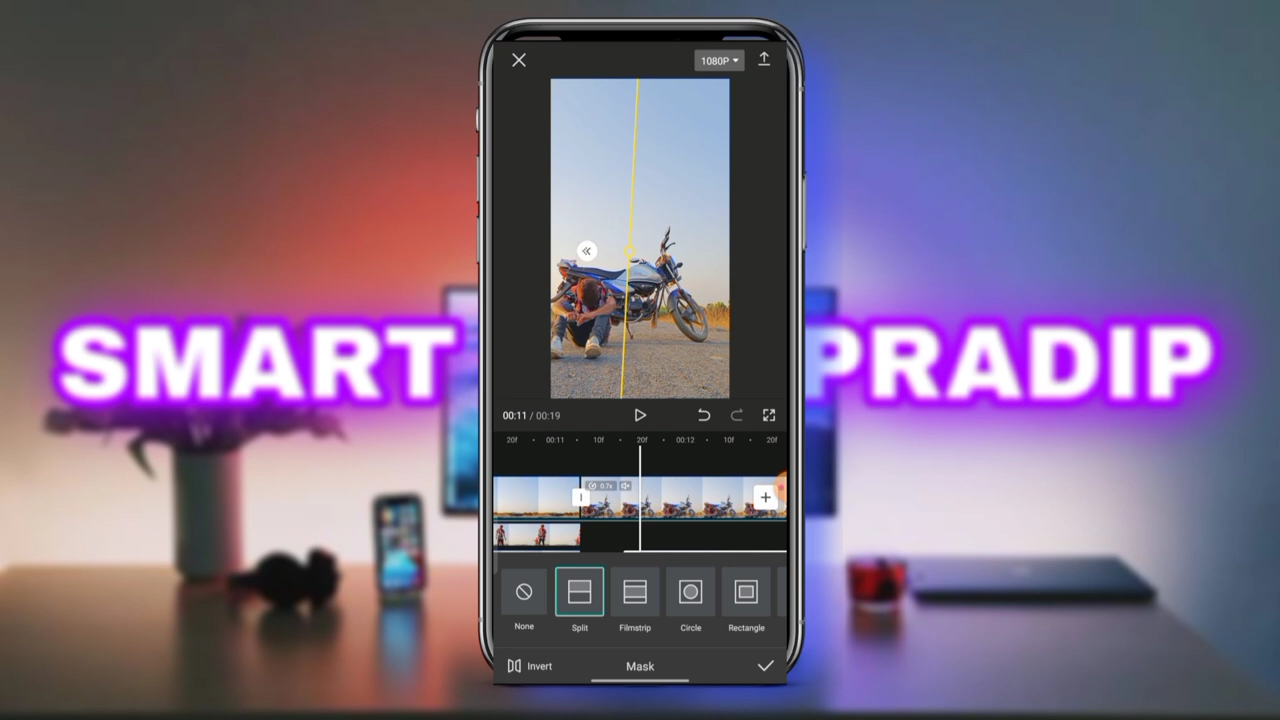 1080P
SMART PRADIP
00:11 / 00:19
20f 00:11 10f 20f 00:12 10f 20f
0.7x
None Split Filmstrip Circle Rectangle
Invert Mask